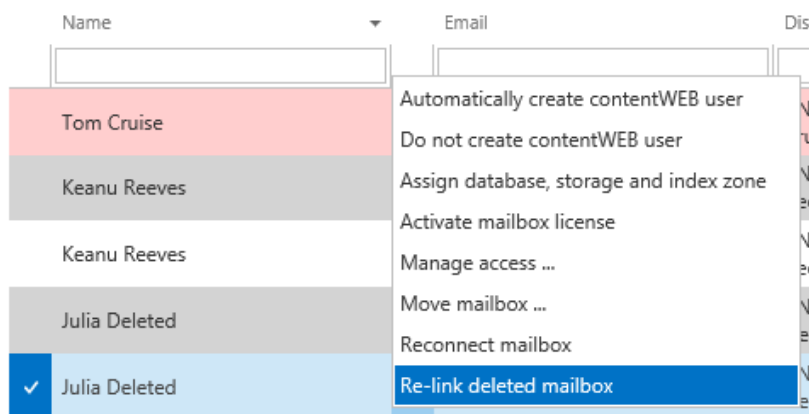 Name
Email
Dis
Automatically create contentWEB user
Tom Cruise
Do not create contentWEB user
Keanu Reeves
Assign database, storage and index zone
Activate mailbox license
Keanu Reeves
Manage access ...
Move mailbox ...
Julia Deleted
Reconnect mailbox
Julia Deleted
Re-link deleted mailbox